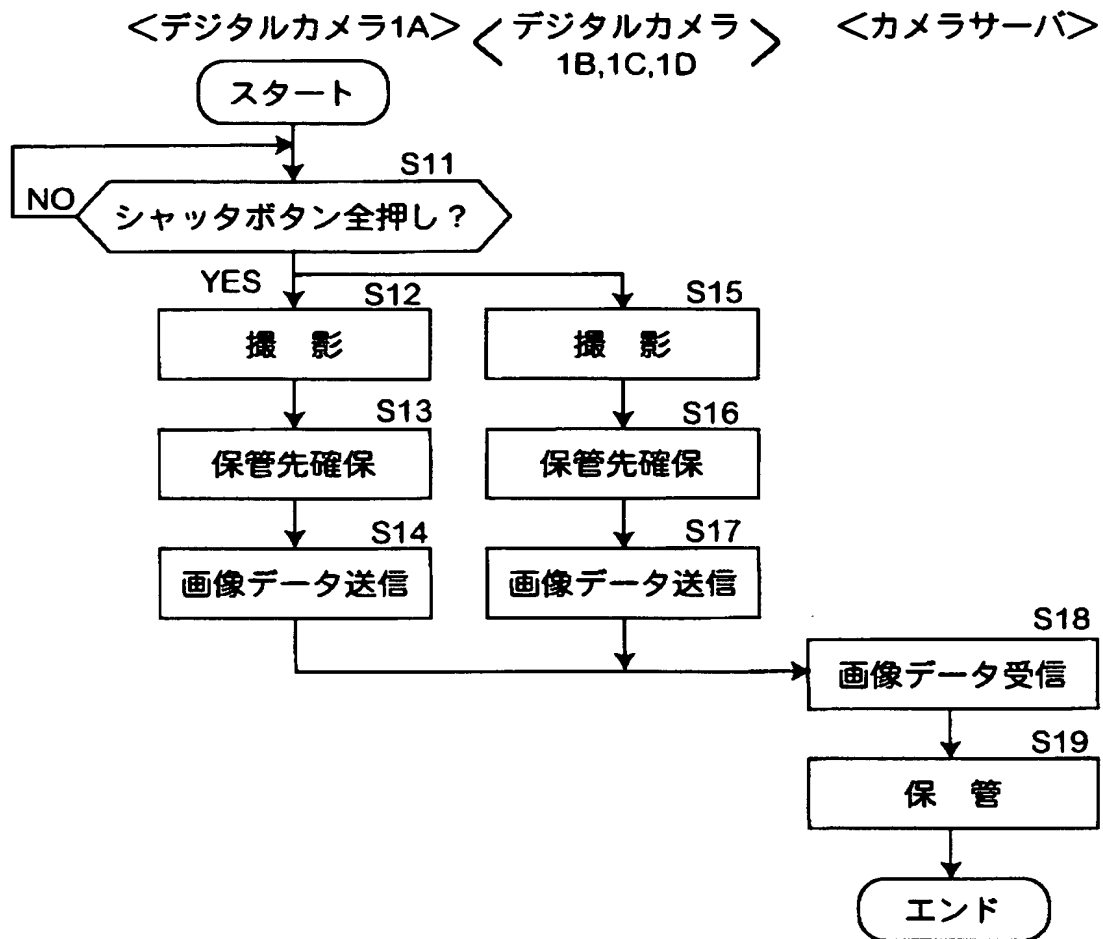 ＜デジタルカメラ1A＞
＜デジタルカメラ
1B,1C,1D＞
＜カメラサーバ＞
スタート
S11
NO
シャッタボタン全押し？
YES
S12
撮　影
S15
撮　影
S13
保管先確保
S16
保管先確保
S14
画像データ送信
S17
画像データ送信
S18
画像データ受信
S19
保　管
エンド